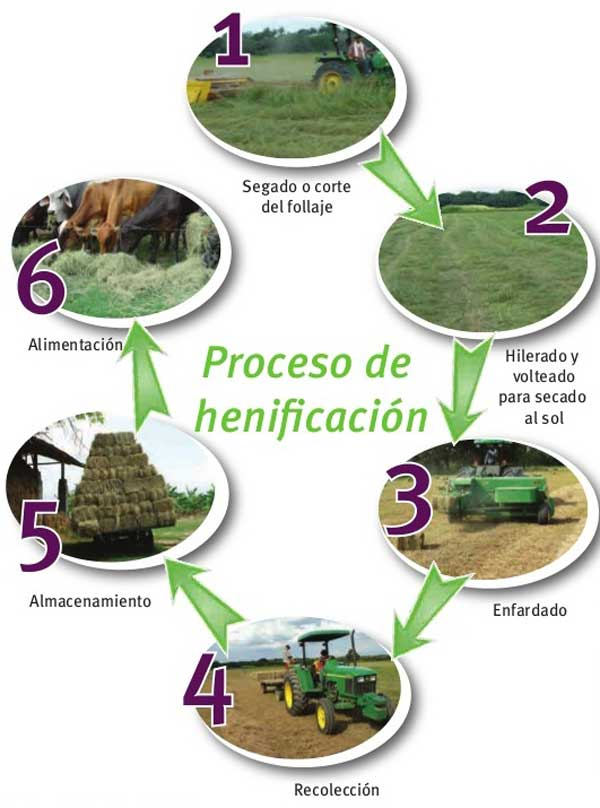 1
Segado o corte
del follaje
2
Hilerado y
volteado
para secado
al sol
3
Enfardado
4
Recolección
5
Almacenamiento
6
Alimentación
Proceso de
henificación